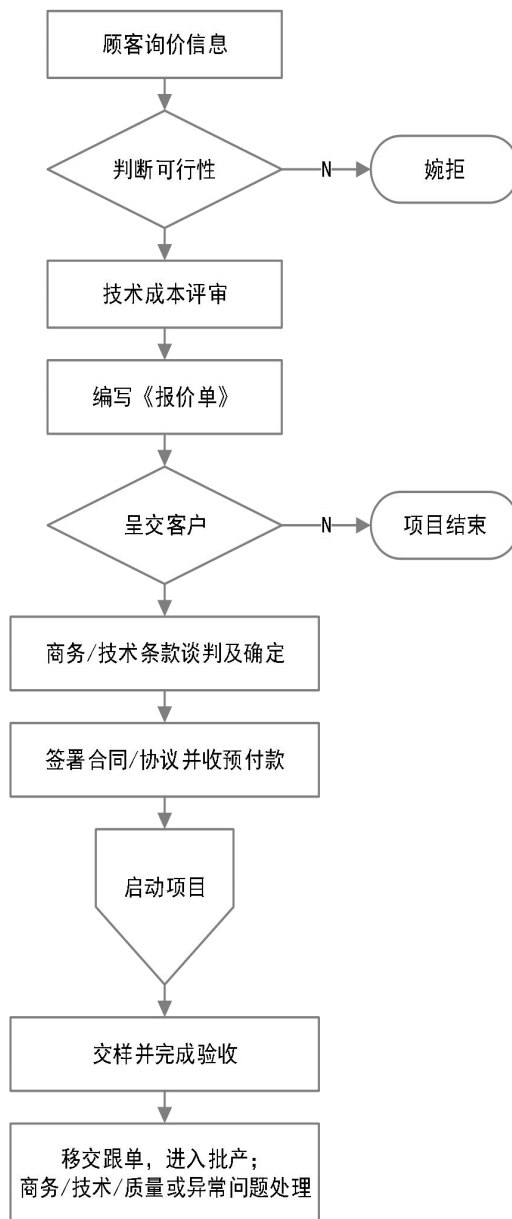 顾客询价信息
判断可行性
N
婉拒
技术成本评审
编写《报价单》
呈交客户
N
项目结束
商务/技术条款谈判及确定
签署合同/协议并收预付款
启动项目
交样并完成验收
移交跟单，进入批产；
商务/技术/质量或异常问题处理